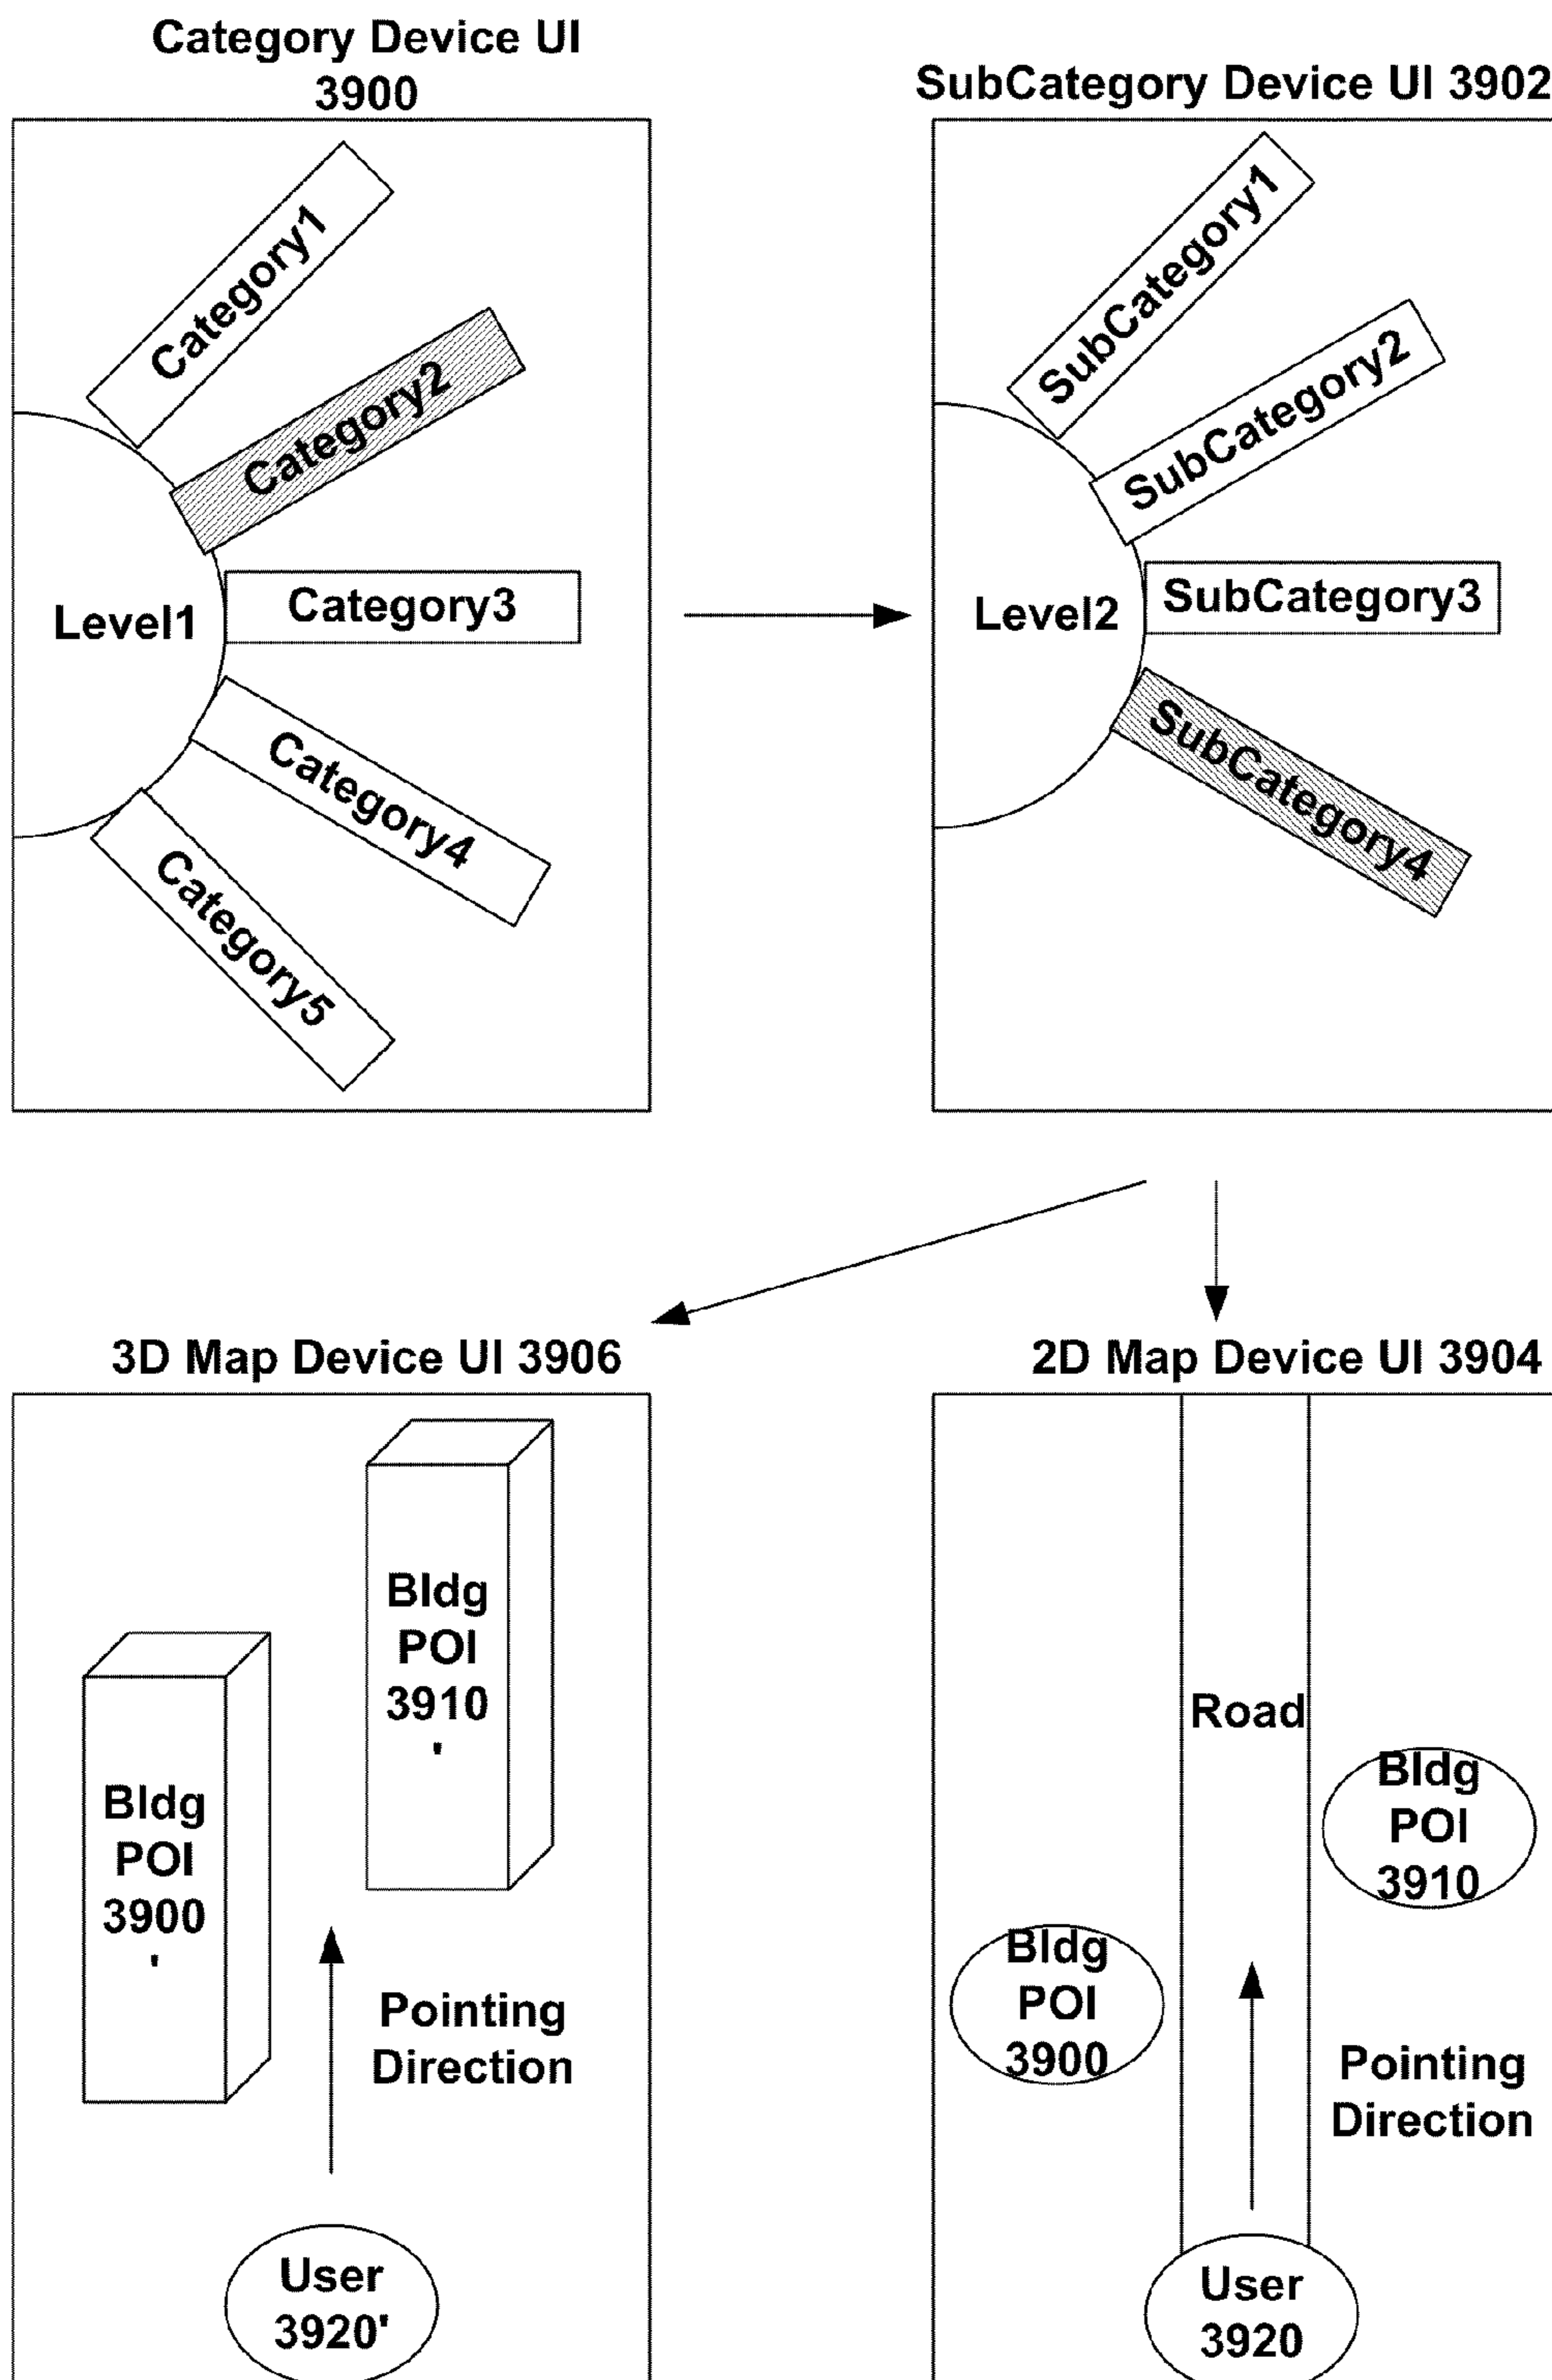 Category Device UI
3900
Category1
Category2
Level1
Category3
Category4
Category5
SubCategory Device UI 3902
SubCategory1
SubCategory2
Level2
SubCategory3
SubCategory4
3D Map Device UI 3906
Bldg
POI
3910
'
Bldg
POI
3900
'
Pointing
Direction
User
3920'
2D Map Device UI 3904
Road
Bldg
POI
3910
Bldg
POI
3900
Pointing
Direction
User
3920